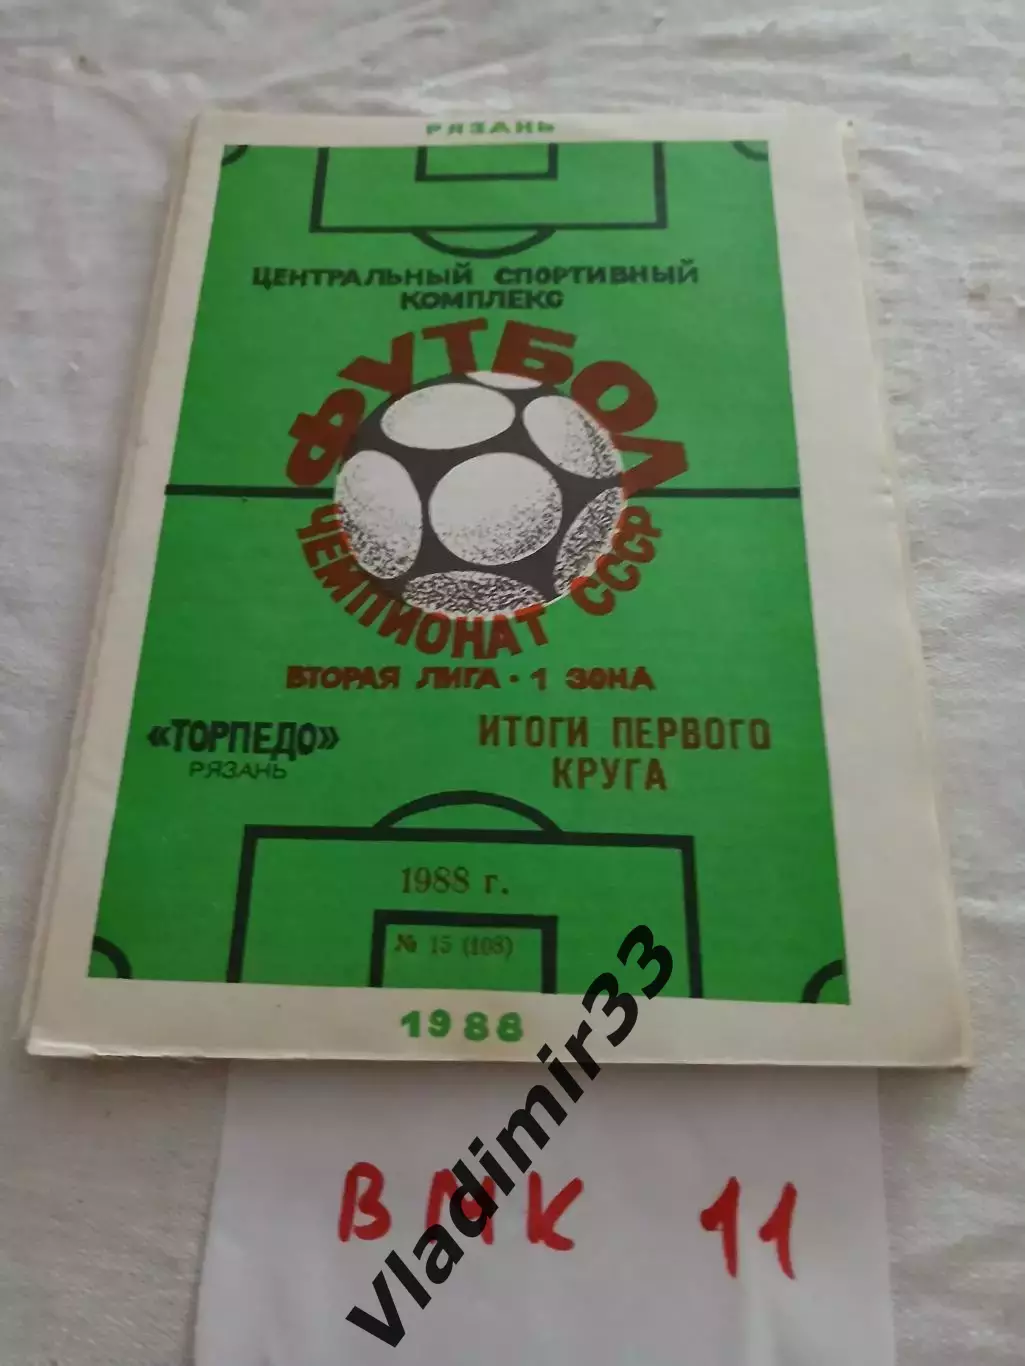 РЯЗАНЬ
ЦЕНТРАЛЬНЫЙ СПОРТИВНЫЙ
КОМПЛЕКС
ФУТБОЛ
ЧЕМПИОНАТ СССР
ВТОРАЯ ЛИГА · 1 ЗОНА
«ТОРПЕДО»
РЯЗАНЬ
ИТОГИ ПЕРВОГО
КРУГА
1988 г.
№ 15 (108)
1988
Vladimir33
ВМК 11